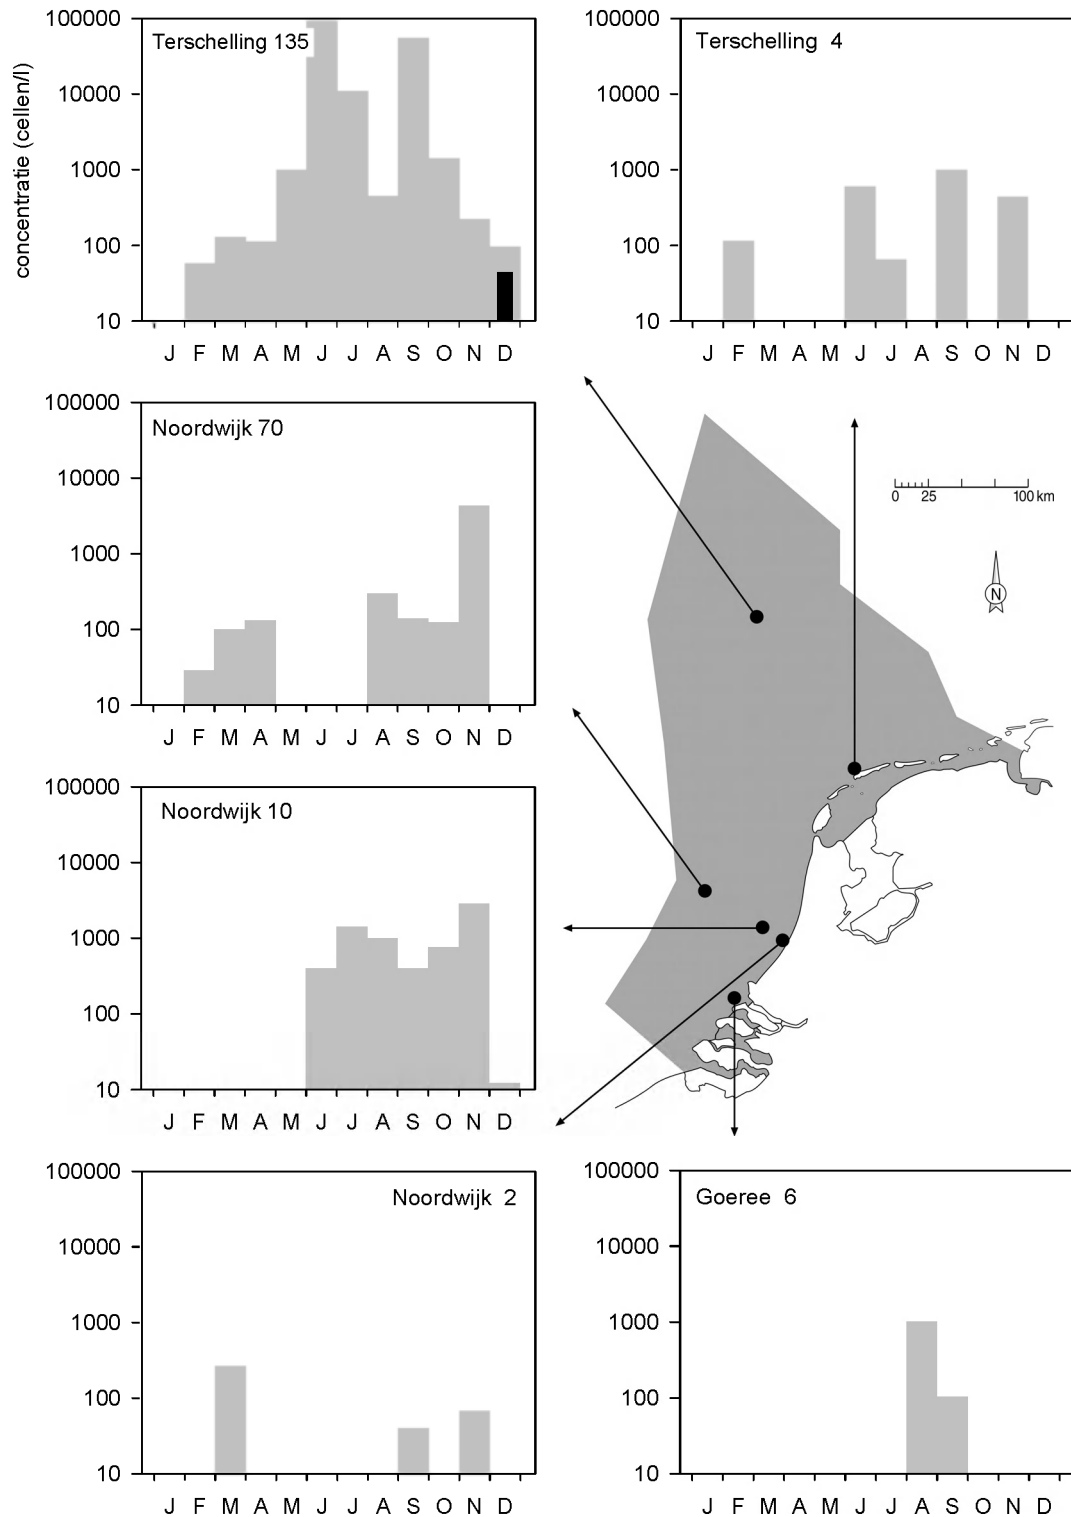 concentratie (cellen/l)
Terschelling 135
100000
10000
1000
100
10
J F M A M J J A S O N D
Terschelling 4
100000
10000
1000
100
10
J F M A M J J A S O N D
Noordwijk 70
100000
10000
1000
100
10
J F M A M J J A S O N D
0 25 100 km
N
Noordwijk 10
100000
10000
1000
100
10
J F M A M J J A S O N D
Noordwijk 2
100000
10000
1000
100
10
J F M A M J J A S O N D
Goeree 6
100000
10000
1000
100
10
J F M A M J J A S O N D